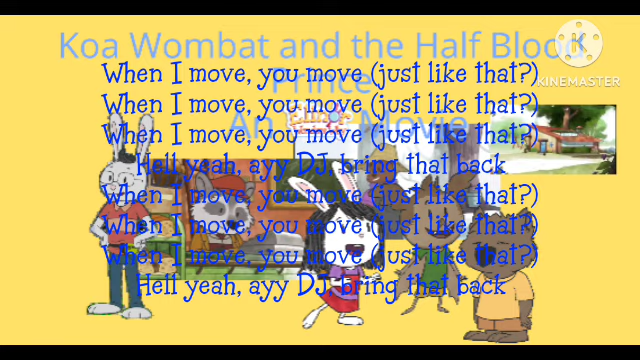 Koa Wombat and the Half Blood
Prince
An Elinor Movie
K
KINEMASTER
When I move, you move (just like that?)
When I move, you move (just like that?)
When I move, you move (just like that?)
Hell yeah, ayy DJ, bring that back
When I move, you move (just like that?)
When I move, you move (just like that?)
When I move, you move (just like that?)
Hell yeah, ayy DJ, bring that back